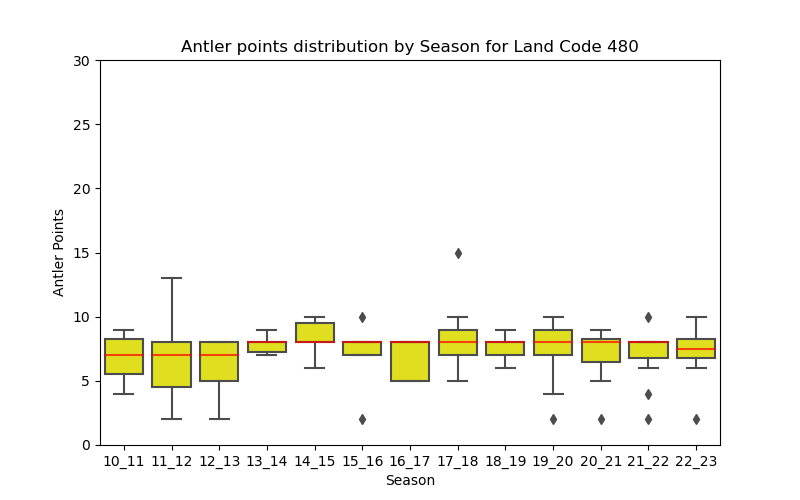 Antler points distribution by Season for Land Code 480
30
25
20
15
10
5
0
Antler Points
10_11 11_12 12_13 13_14 14_15 15_16 16_17 17_18 18_19 19_20 20_21 21_22 22_23
Season